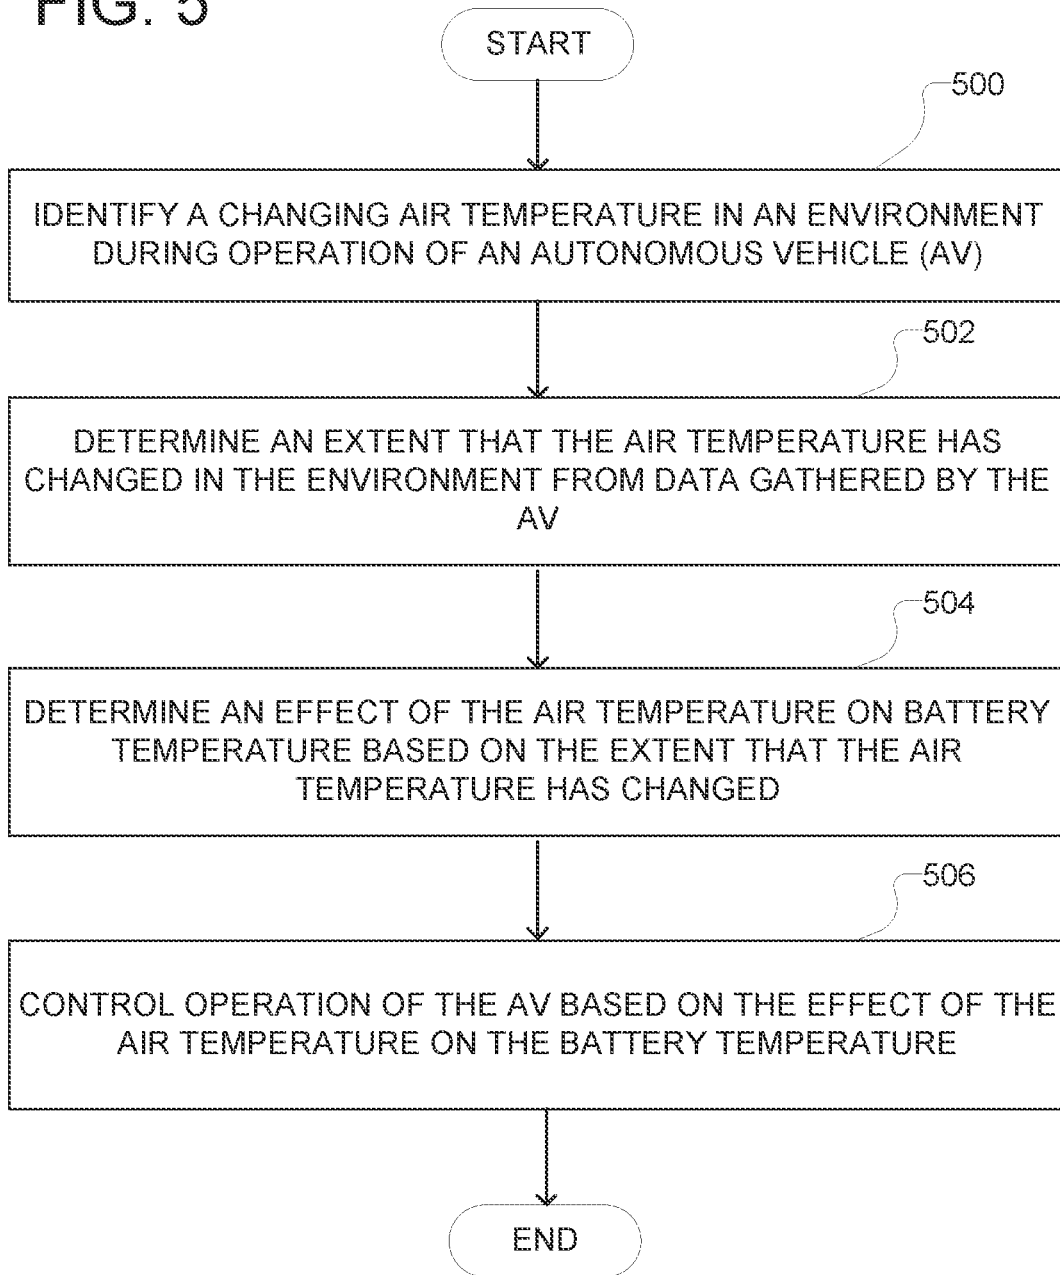 FIG. 5
START
500
IDENTIFY A CHANGING AIR TEMPERATURE IN AN ENVIRONMENT
DURING OPERATION OF AN AUTONOMOUS VEHICLE (AV)
502
DETERMINE AN EXTENT THAT THE AIR TEMPERATURE HAS
CHANGED IN THE ENVIRONMENT FROM DATA GATHERED BY THE
AV
504
DETERMINE AN EFFECT OF THE AIR TEMPERATURE ON BATTERY
TEMPERATURE BASED ON THE EXTENT THAT THE AIR
TEMPERATURE HAS CHANGED
506
CONTROL OPERATION OF THE AV BASED ON THE EFFECT OF THE
AIR TEMPERATURE ON THE BATTERY TEMPERATURE
END